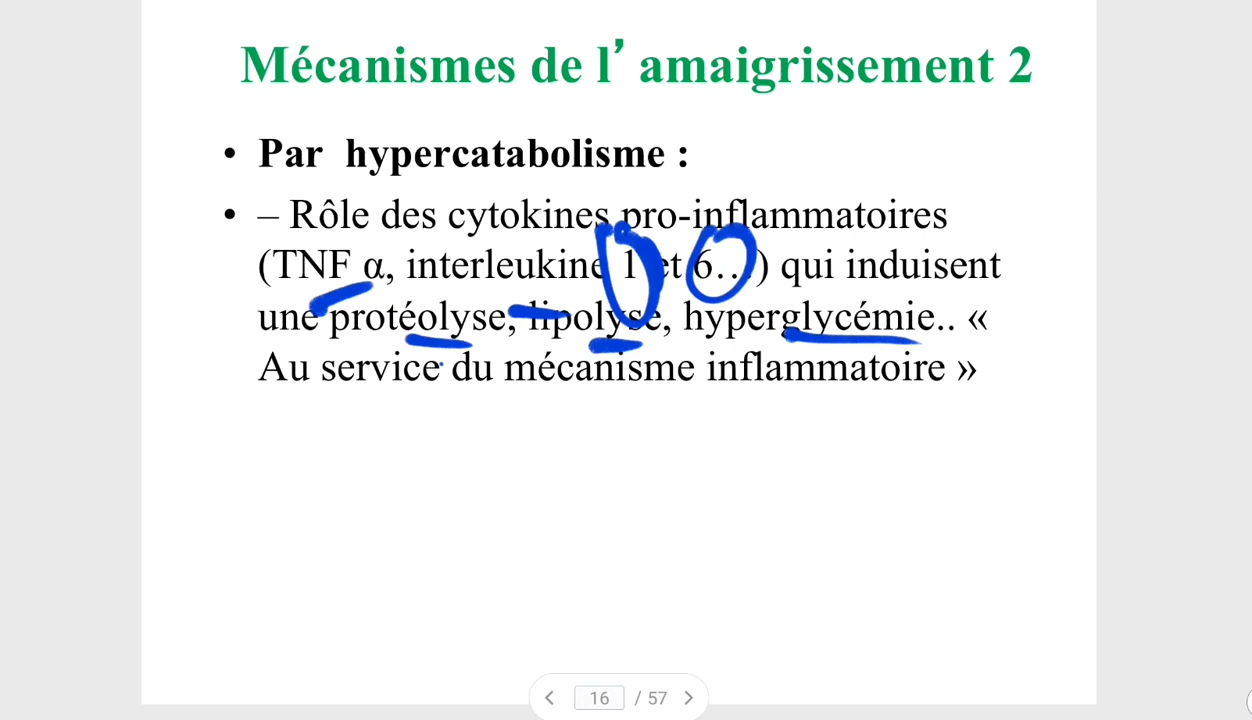 Mécanismes de l’ amaigrissement 2
• Par hypercatabolisme :
• – Rôle des cytokines pro-inflammatoires
(TNF α, interleukine 1 et 6…) qui induisent
une protéolyse, lipolyse, hyperglycémie.. «
Au service du mécanisme inflammatoire »
16 / 57